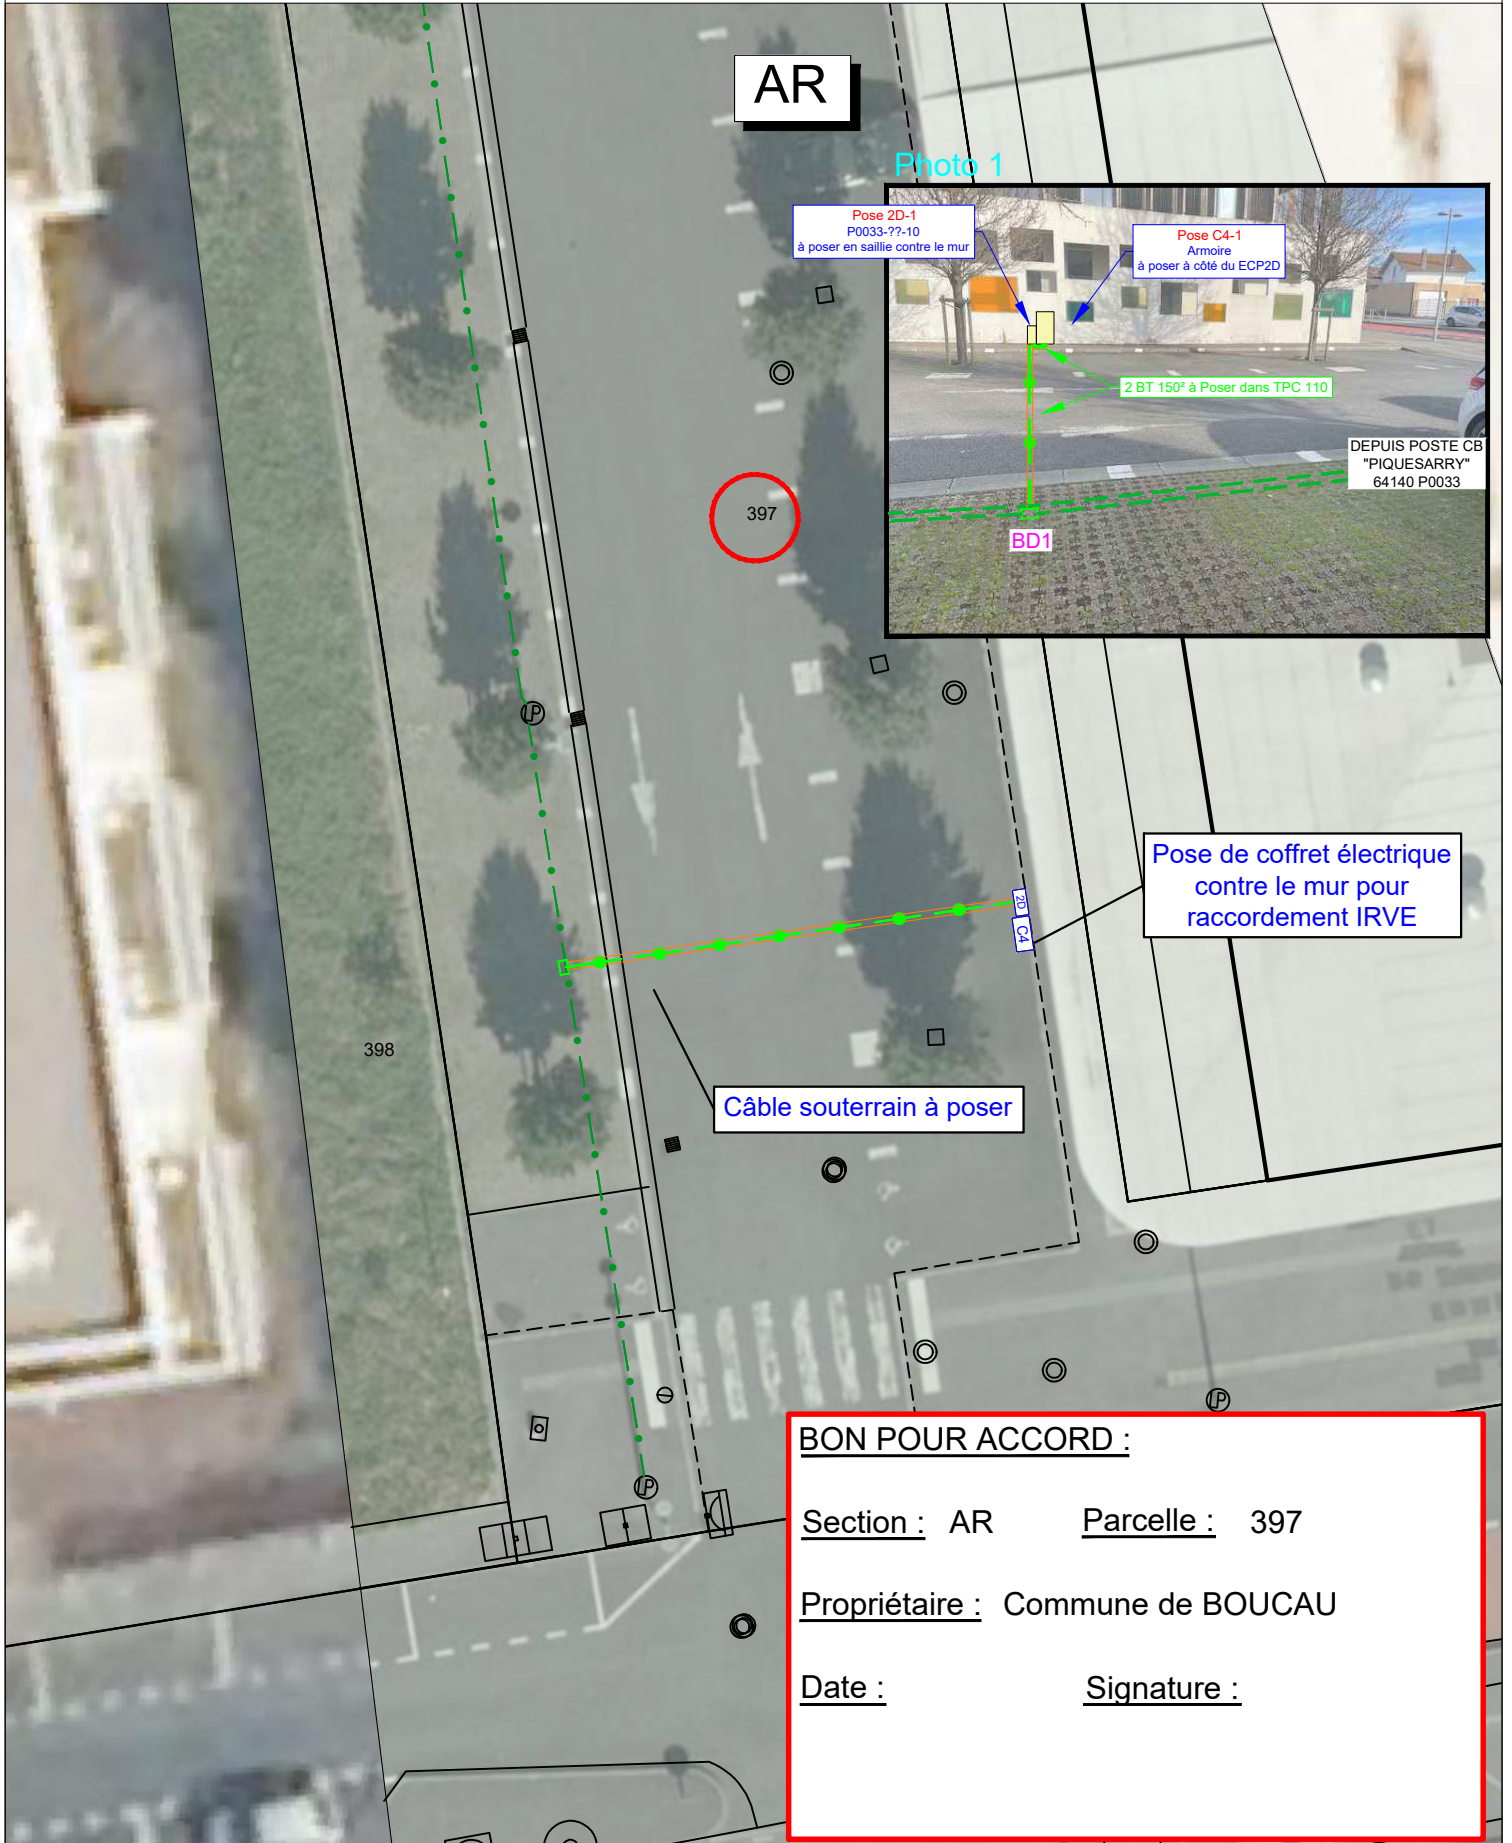 AR
Photo 1
Pose 2D-1
P0033-??-10
à poser en saillie contre le mur
Pose C4-1
Armoire
à poser à côté du ECP2D
2 BT 150² à Poser dans TPC 110
DEPUIS POSTE CB
"PIQUESARRY"
64140 P0033
BD1
397
LP
Pose de coffret électrique
contre le mur pour
raccordement IRVE
2D
C4
398
Câble souterrain à poser
LP
LP
BON POUR ACCORD :
Section : AR Parcelle : 397
Propriétaire : Commune de BOUCAU
Date : Signature :